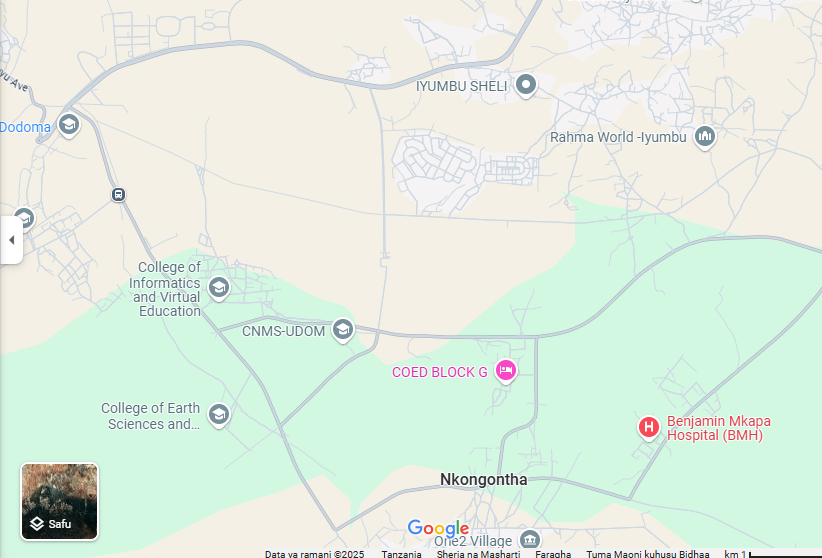 yu Ave
IYUMBU SHELI
Dodoma
Rahma World -Iyumbu
College of
Informatics
and Virtual
Education
CNMS-UDOM
COED BLOCK G
College of Earth
Sciences and...
Benjamin Mkapa
Hospital (BMH)
H
Nkongontha
Safu
Google
One2 Village
Data ya ramani ©2025 Tanzania Sheria na Masharti Faragha Tuma Maoni kuhusu Bidhaa km 1